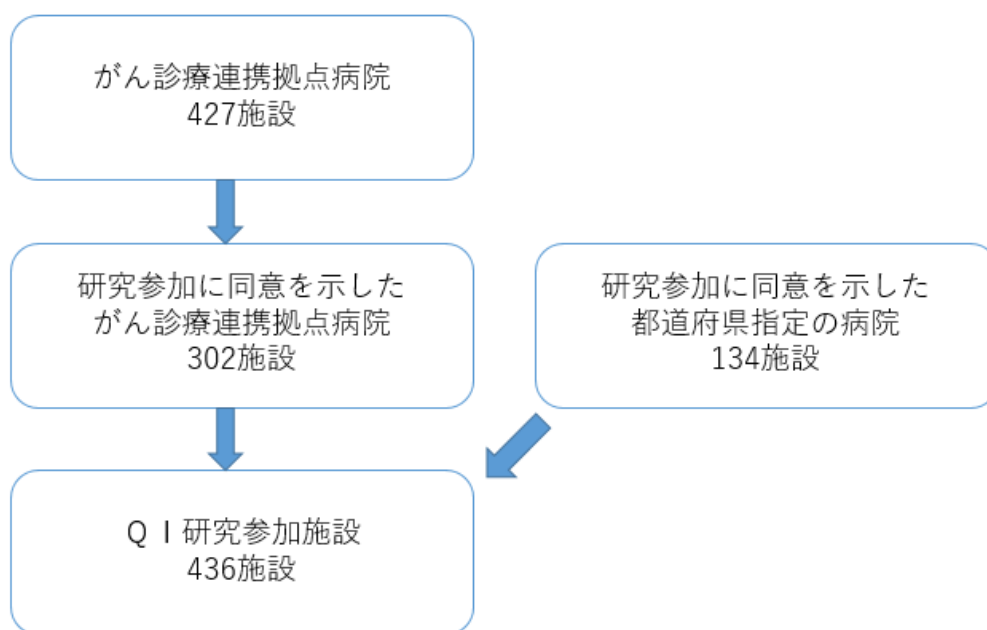 がん診療連携拠点病院
427施設
研究参加に同意を示した
がん診療連携拠点病院
302施設
研究参加に同意を示した
都道府県指定の病院
134施設
ＱＩ研究参加施設
436施設